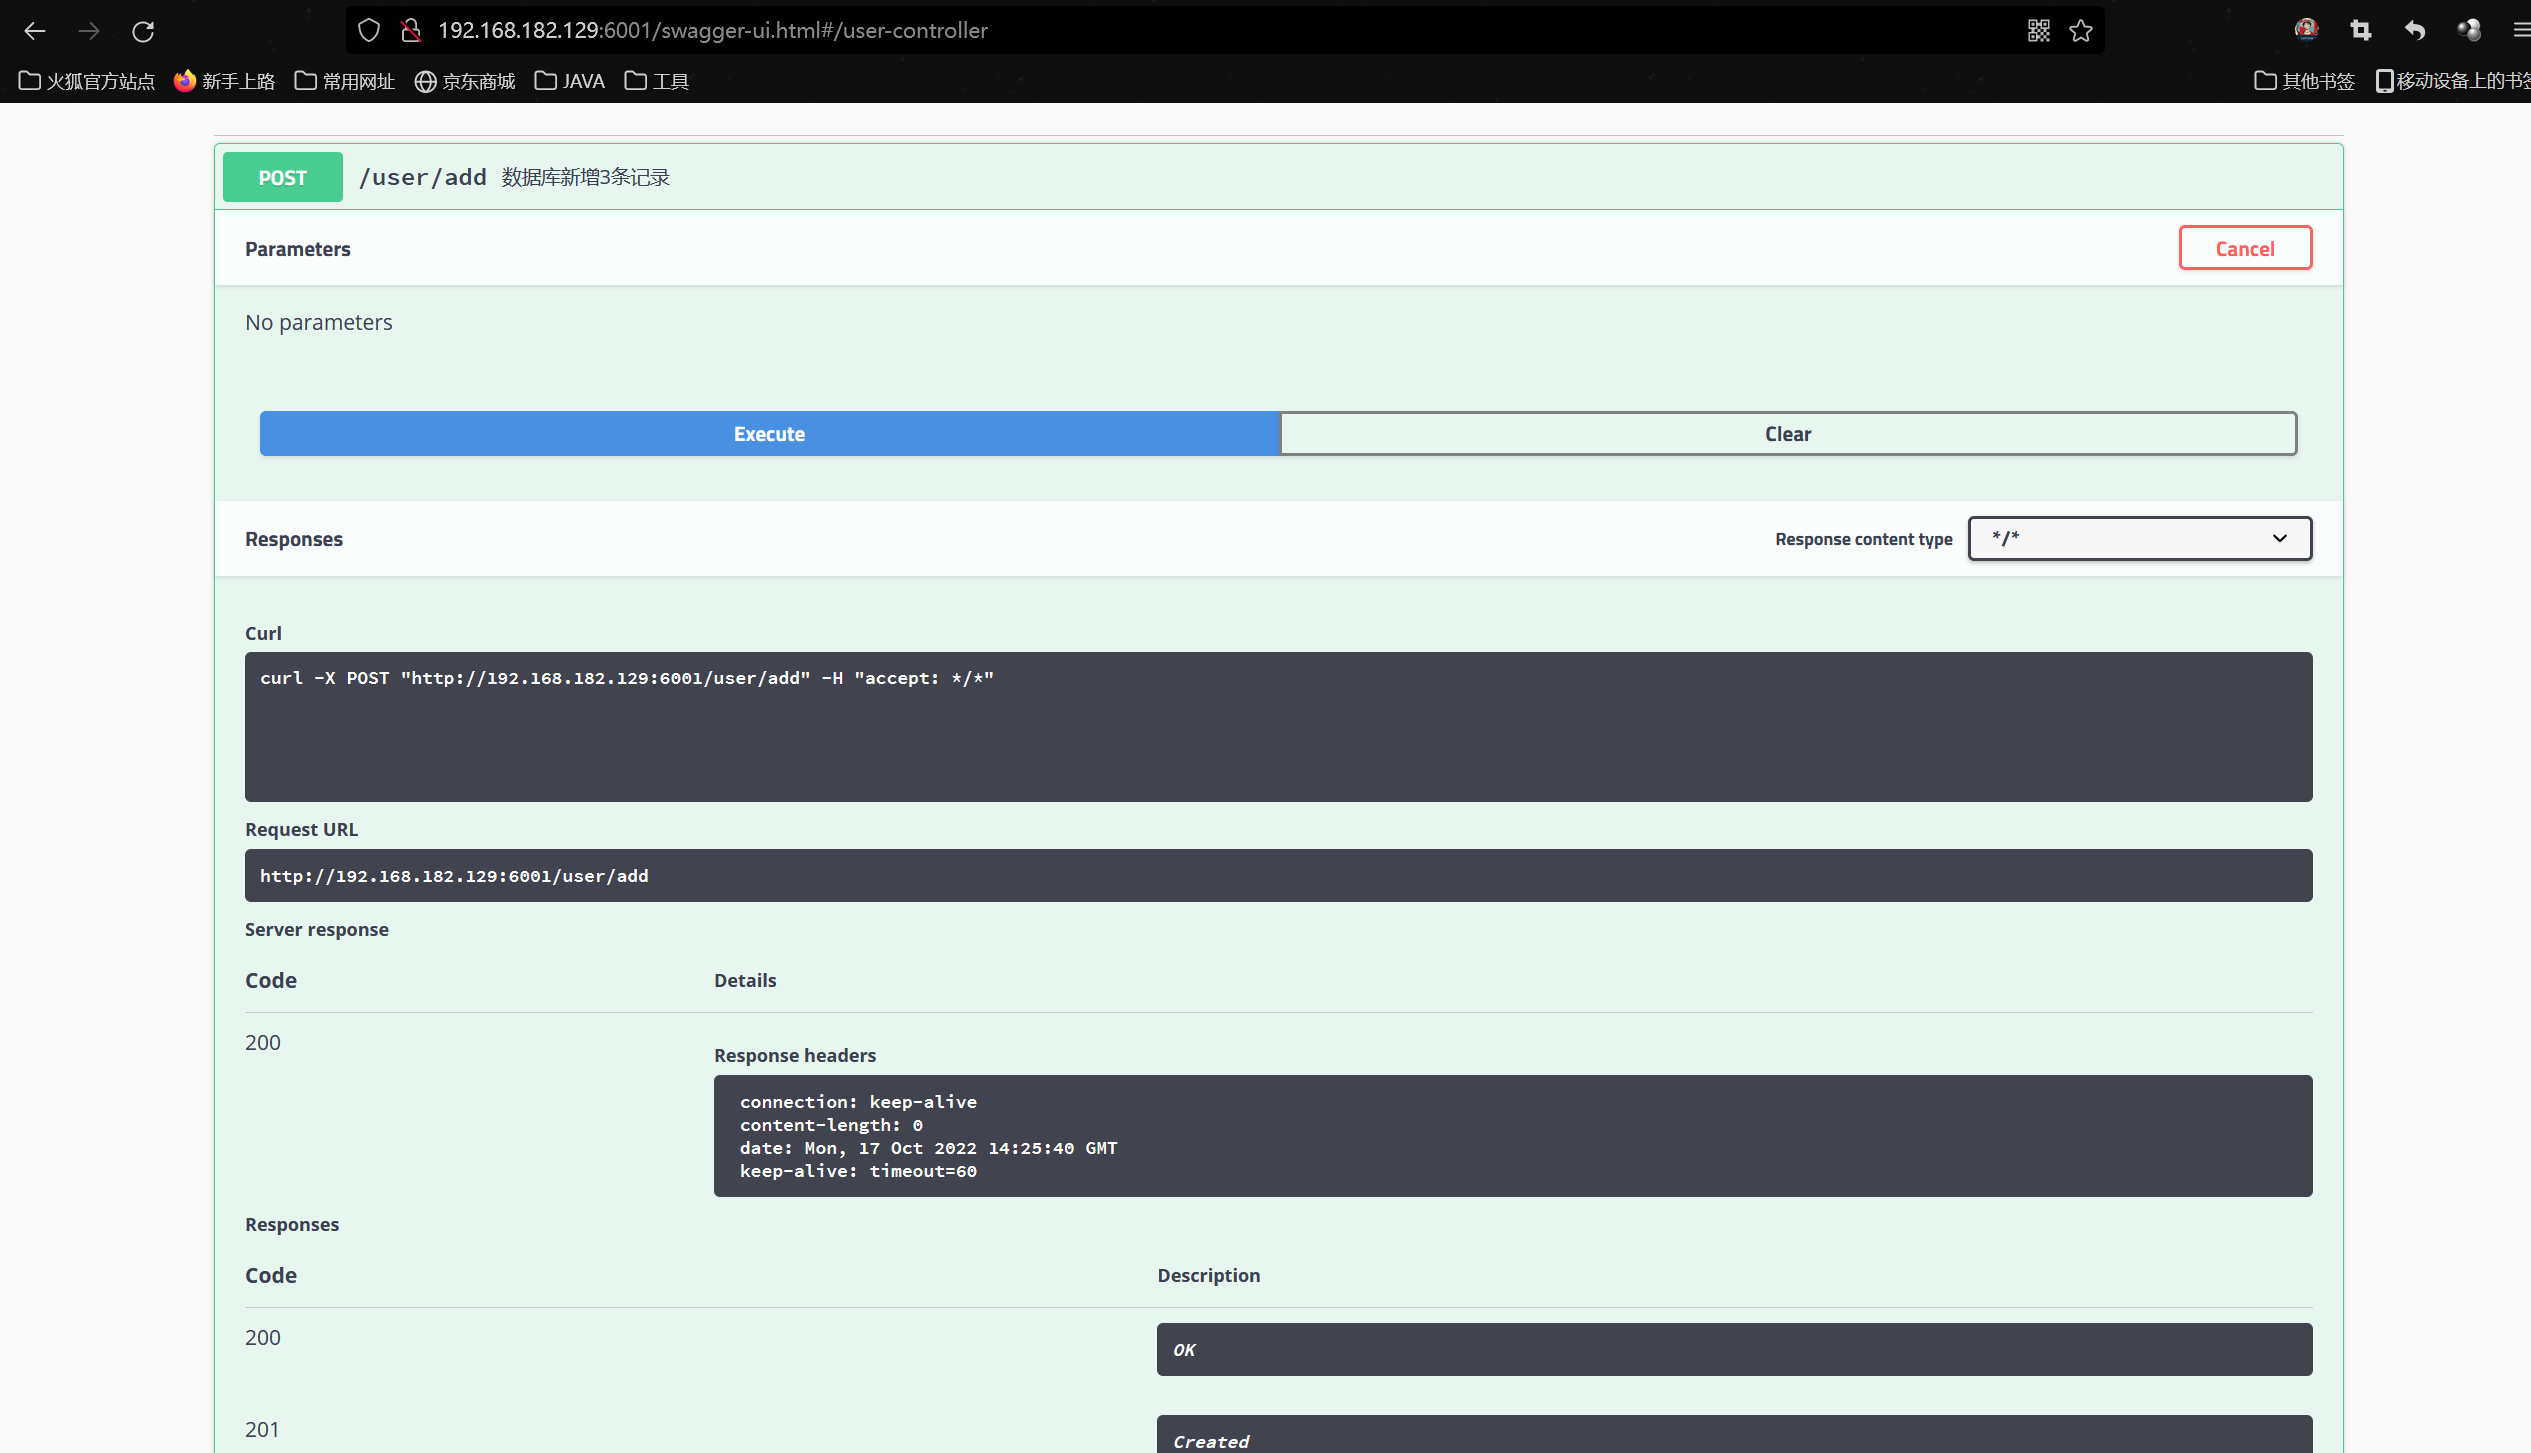 192.168.182.129:6001/swagger-ui.html#/user-controller
火狐官方站点 新手上路 常用网址 京东商城 JAVA 工具 其他书签 移动设备上的书签
POST /user/add 数据库新增3条记录
Parameters Cancel
No parameters
Execute Clear
Responses Response content type */*
Curl
curl -X POST "http://192.168.182.129:6001/user/add" -H "accept: */*"
Request URL
http://192.168.182.129:6001/user/add
Server response
Code Details
200
Response headers
connection: keep-alive
content-length: 0
date: Mon, 17 Oct 2022 14:25:40 GMT
keep-alive: timeout=60
Responses
Code Description
200 OK
201 Created